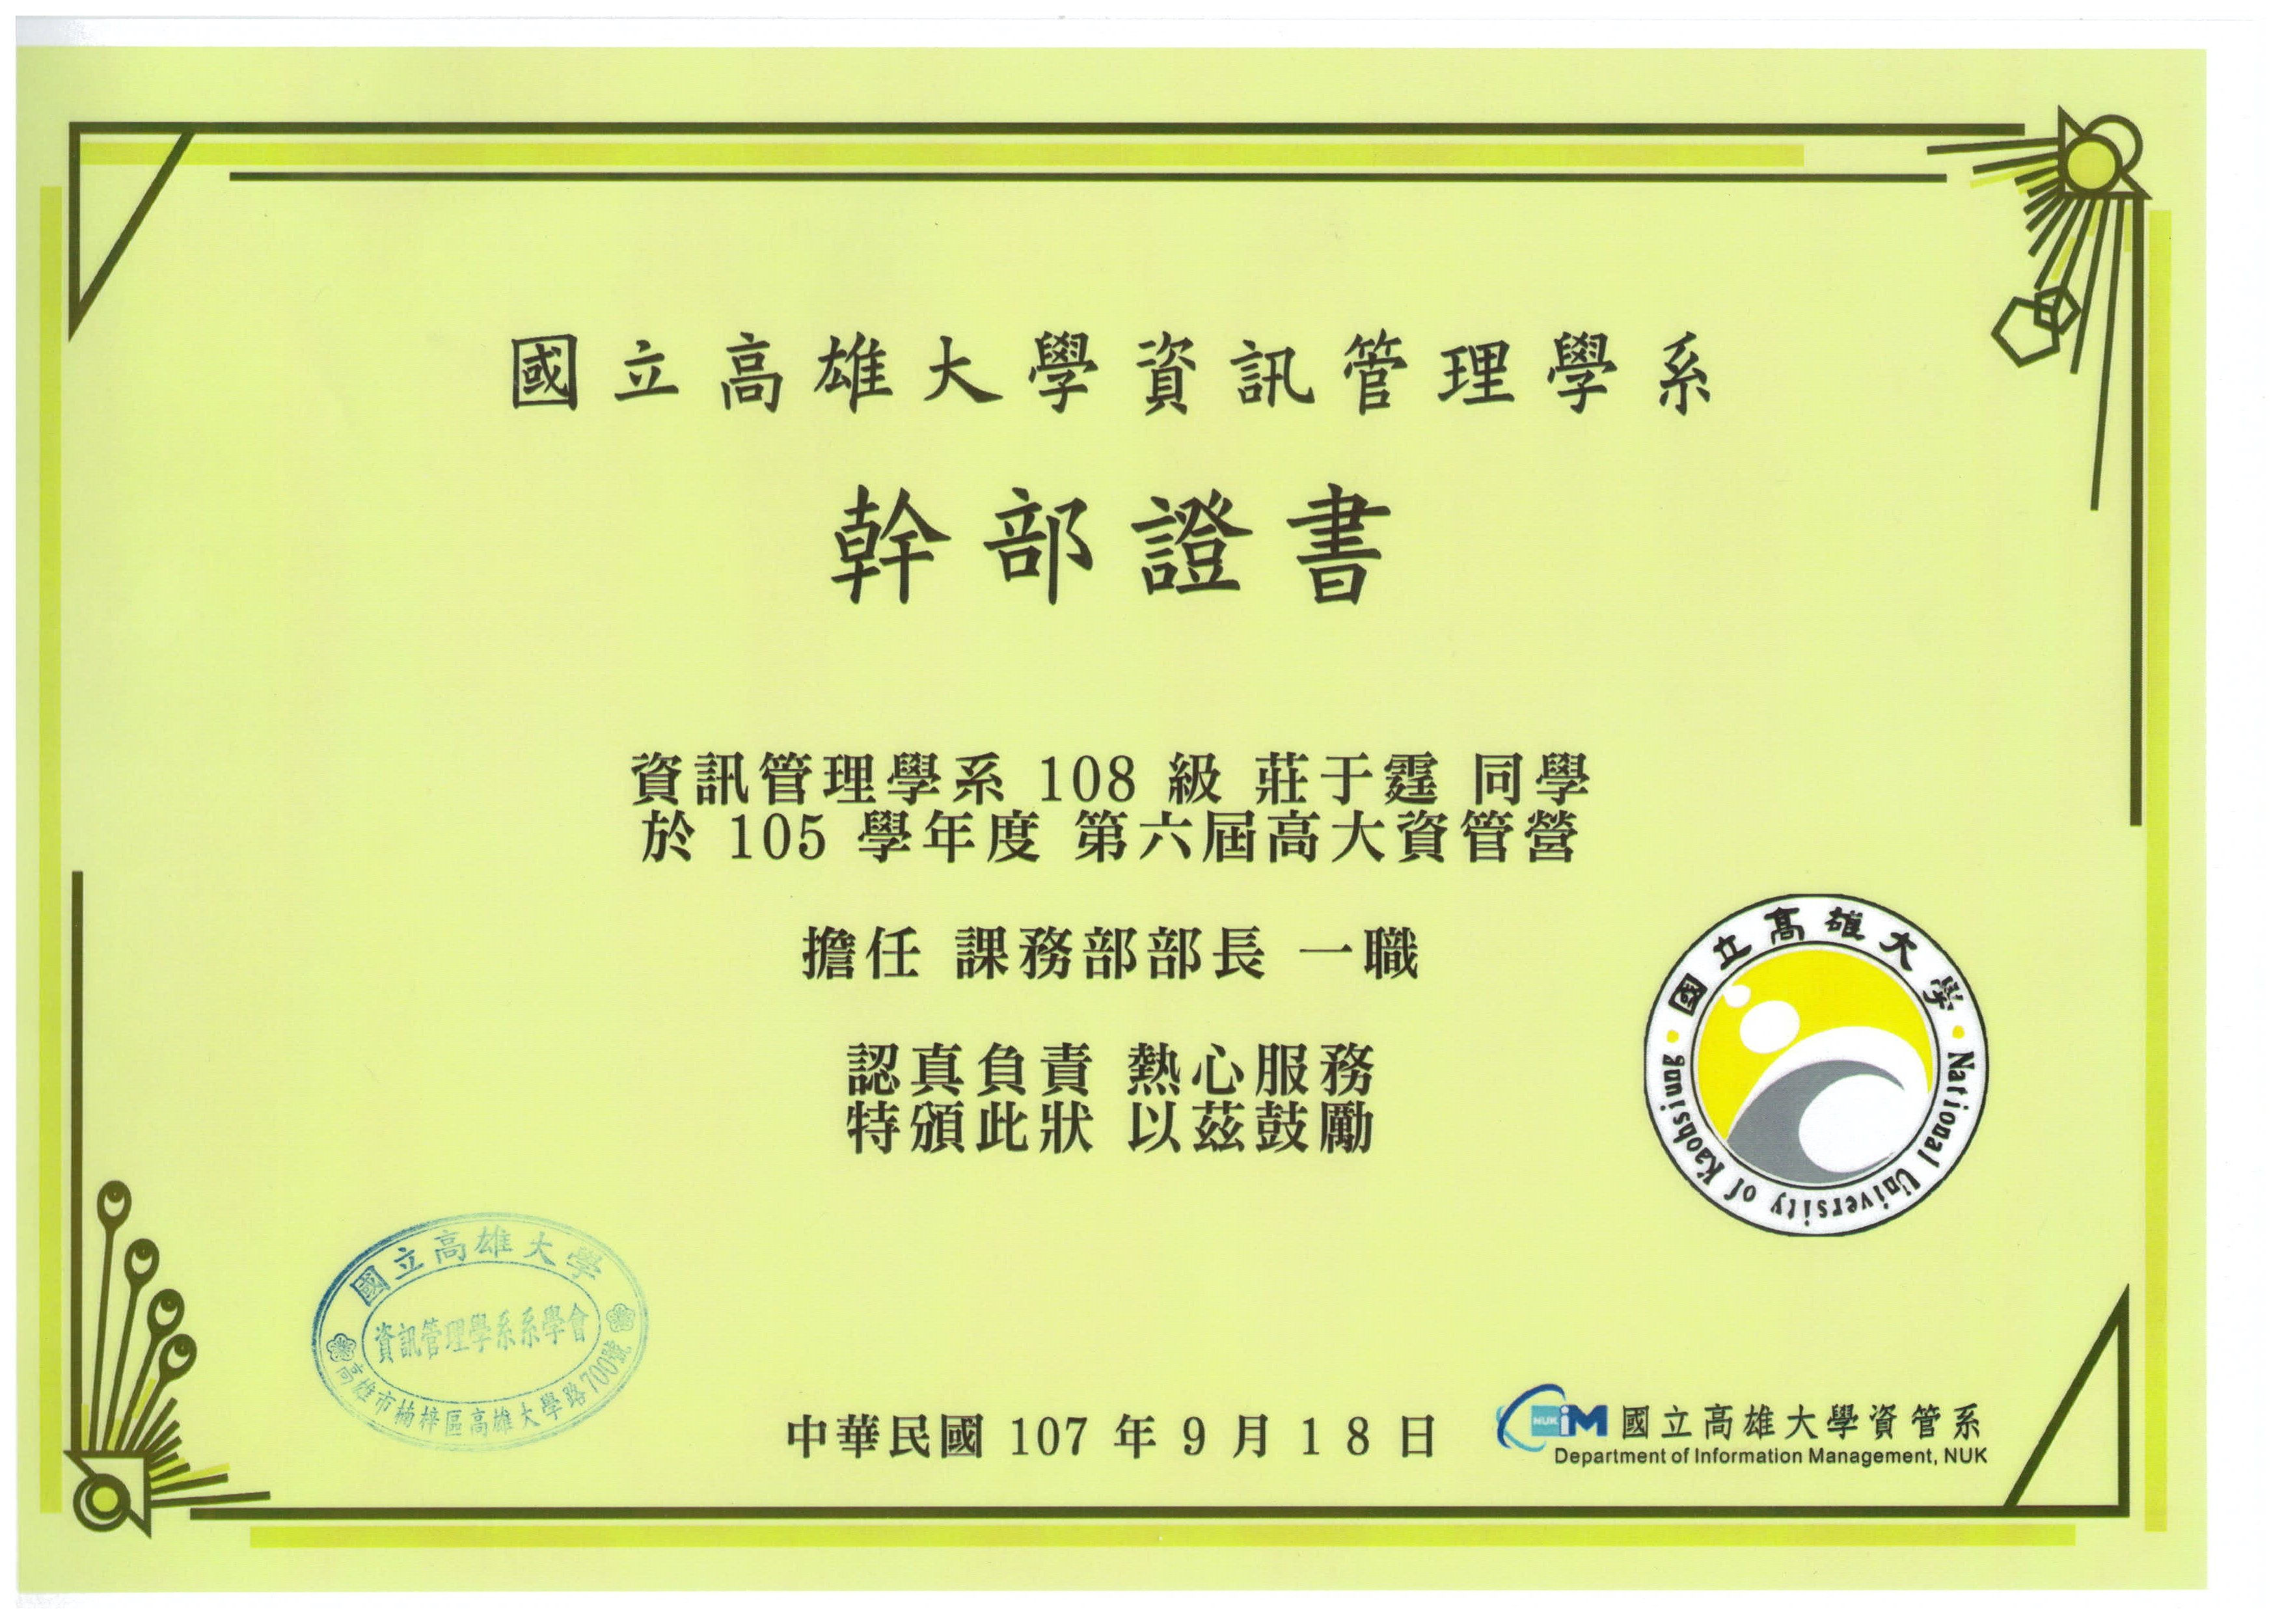 國立高雄大學資訊管理學系
幹部證書
資訊管理學系 108 級 莊于霆 同學
於 105 學年度 第六屆高大資管營
擔任 課務部部長 一職
認真負責 熱心服務
特頒此狀 以茲鼓勵
國立高雄大學
National University of Kaohsiung
國立高雄大學
資訊管理學系系學會
高雄市楠梓區高雄大學路700號
中華民國 107 年 9 月 1 8 日
NUK iM 國立高雄大學資管系
Department of Information Management, NUK